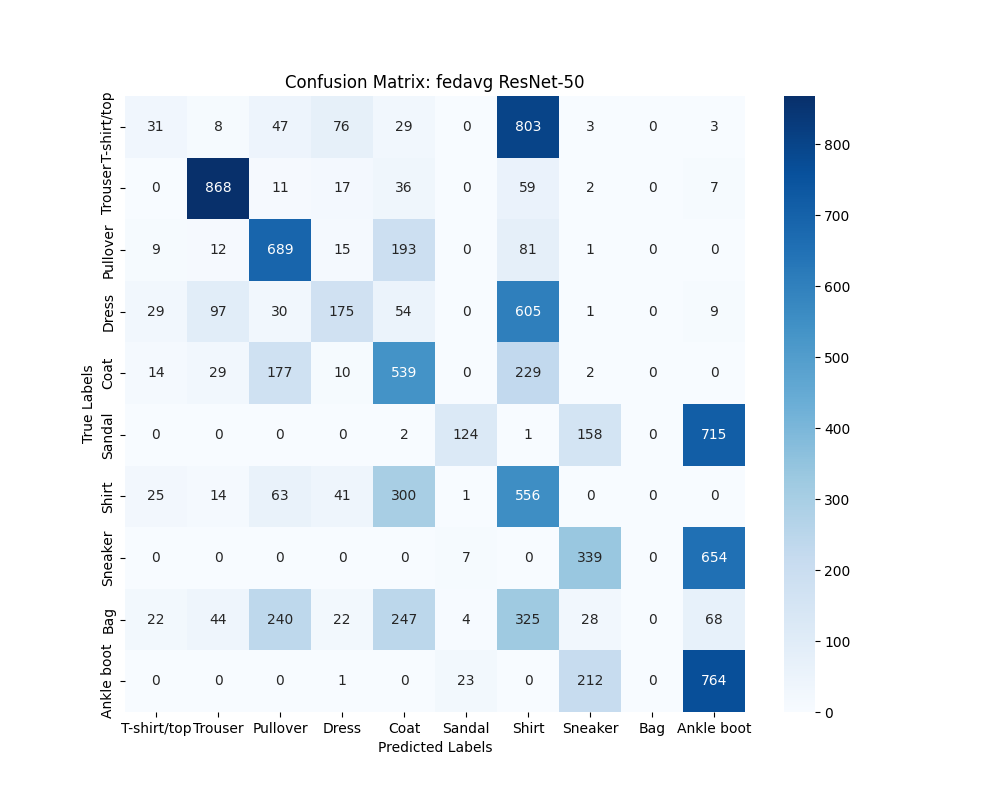 Confusion Matrix: fedavg ResNet-50
True Labels
T-shirt/top 31 8 47 76 29 0 803 3 0 3
Trouser 0 868 11 17 36 0 59 2 0 7
Pullover 9 12 689 15 193 0 81 1 0 0
Dress 29 97 30 175 54 0 605 1 0 9
Coat 14 29 177 10 539 0 229 2 0 0
Sandal 0 0 0 0 2 124 1 158 0 715
Shirt 25 14 63 41 300 1 556 0 0 0
Sneaker 0 0 0 0 0 7 0 339 0 654
Bag 22 44 240 22 247 4 325 28 0 68
Ankle boot 0 0 0 1 0 23 0 212 0 764
T-shirt/top Trouser Pullover Dress Coat Sandal Shirt Sneaker Bag Ankle boot
Predicted Labels
800
700
600
500
400
300
200
100
0